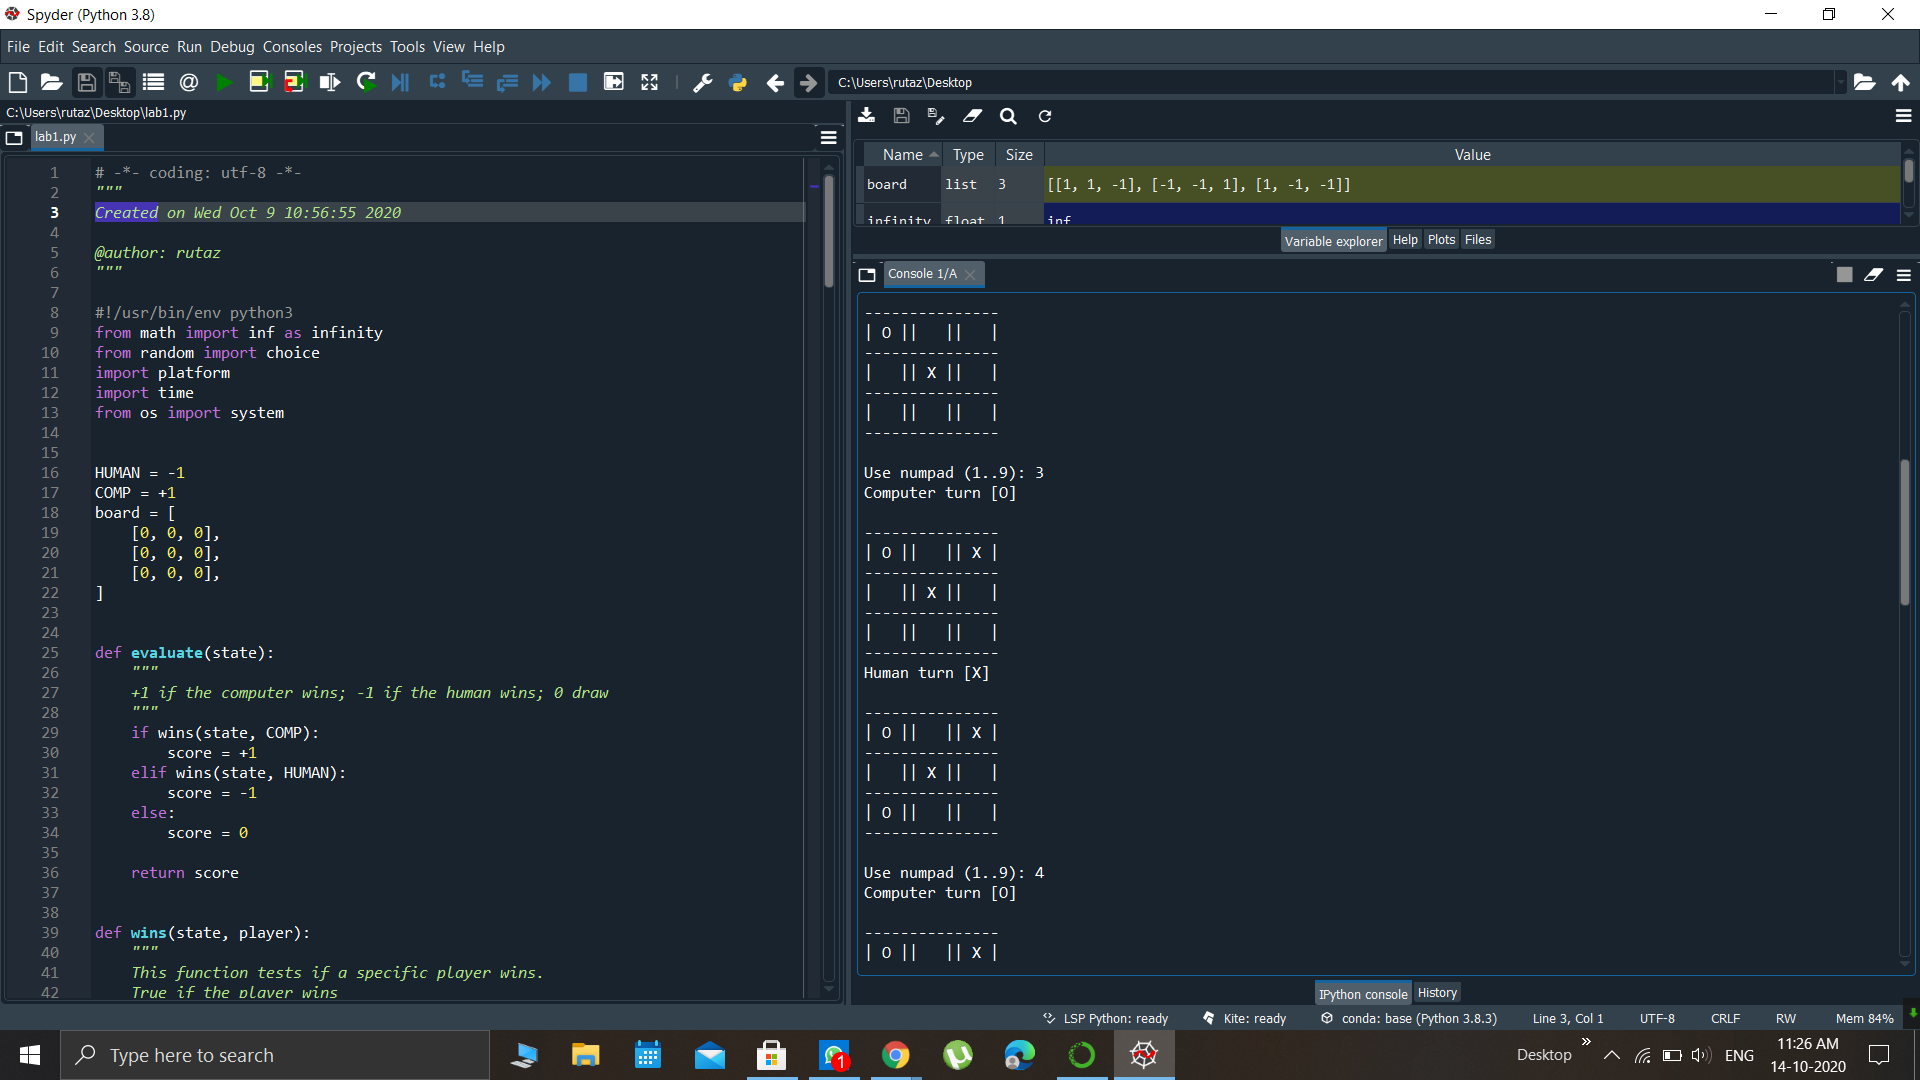 Spyder (Python 3.8)
File Edit Search Source Run Debug Consoles Projects Tools View Help
C:\Users\rutaz\Desktop
C:\Users\rutaz\Desktop\lab1.py
lab1.py
1 # -*- coding: utf-8 -*-
2 """
3 Created on Wed Oct 9 10:56:55 2020
4
5 @author: rutaz
6 """
7
8 #!/usr/bin/env python3
9 from math import inf as infinity
10 from random import choice
11 import platform
12 import time
13 from os import system
14
15
16 HUMAN = -1
17 COMP = +1
18 board = [
19     [0, 0, 0],
20     [0, 0, 0],
21     [0, 0, 0],
22 ]
23
24
25 def evaluate(state):
26     """
27     +1 if the computer wins; -1 if the human wins; 0 draw
28     """
29     if wins(state, COMP):
30         score = +1
31     elif wins(state, HUMAN):
32         score = -1
33     else:
34         score = 0
35
36     return score
37
38
39 def wins(state, player):
40     """
41     This function tests if a specific player wins.
42     True if the player wins
Name Type Size Value
board list 3 [[1, 1, -1], [-1, -1, 1], [1, -1, -1]]
infinity float 1 inf
Variable explorer Help Plots Files
Console 1/A
---------------
| O ||   ||   |
---------------
|   || X ||   |
---------------
|   ||   ||   |
---------------
Use numpad (1..9): 3
Computer turn [O]
---------------
| O ||   || X |
---------------
|   || X ||   |
---------------
|   ||   ||   |
---------------
Human turn [X]
---------------
| O ||   || X |
---------------
|   || X ||   |
---------------
| O ||   ||   |
---------------
Use numpad (1..9): 4
Computer turn [O]
---------------
| O ||   || X |
IPython console History
LSP Python: ready Kite: ready conda: base (Python 3.8.3) Line 3, Col 1 UTF-8 CRLF RW Mem 84%
Type here to search
1
Desktop
ENG
11:26 AM
14-10-2020